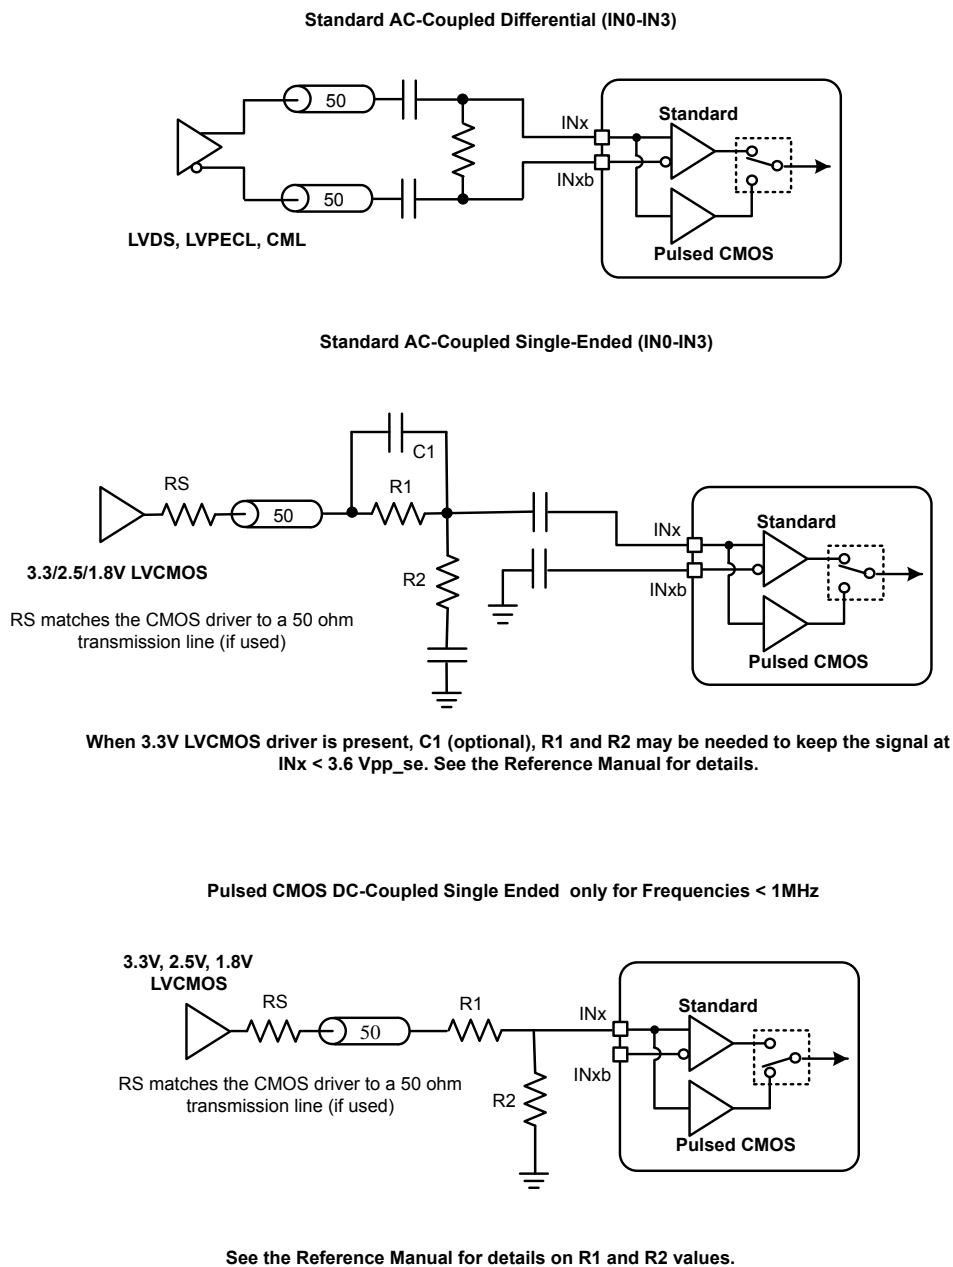 Standard AC-Coupled Differential (IN0-IN3)
50
50
INx
INxb
Standard
Pulsed CMOS
LVDS, LVPECL, CML
Standard AC-Coupled Single-Ended (IN0-IN3)
C1
RS
R1
50
R2
INx
INxb
Standard
Pulsed CMOS
3.3/2.5/1.8V LVCMOS
RS matches the CMOS driver to a 50 ohm
transmission line (if used)
When 3.3V LVCMOS driver is present, C1 (optional), R1 and R2 may be needed to keep the signal at
INx < 3.6 Vpp_se. See the Reference Manual for details.
Pulsed CMOS DC-Coupled Single Ended  only for Frequencies < 1MHz
3.3V, 2.5V, 1.8V
LVCMOS
RS
50
R1
R2
INx
INxb
Standard
Pulsed CMOS
RS matches the CMOS driver to a 50 ohm
transmission line (if used)
See the Reference Manual for details on R1 and R2 values.